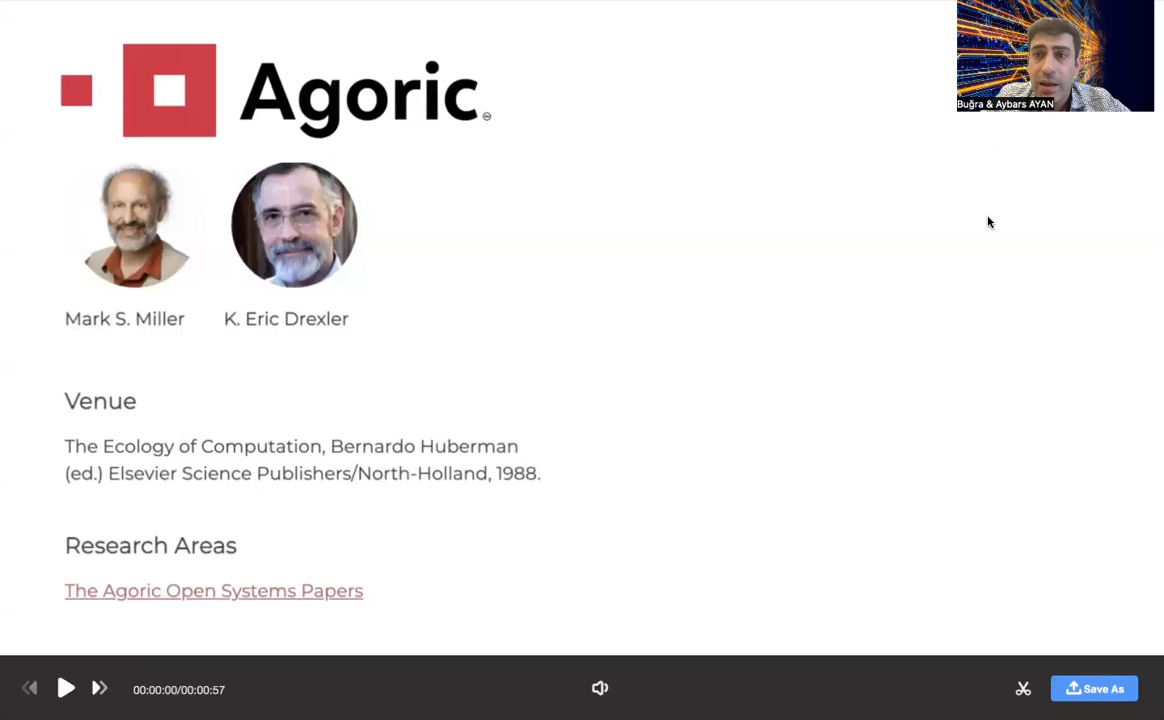 Agoric
Buğra & Aybars AYAN
Mark S. Miller
K. Eric Drexler
Venue
The Ecology of Computation, Bernardo Huberman
(ed.) Elsevier Science Publishers/North-Holland, 1988.
Research Areas
The Agoric Open Systems Papers
00:00:00/00:00:57
Save As